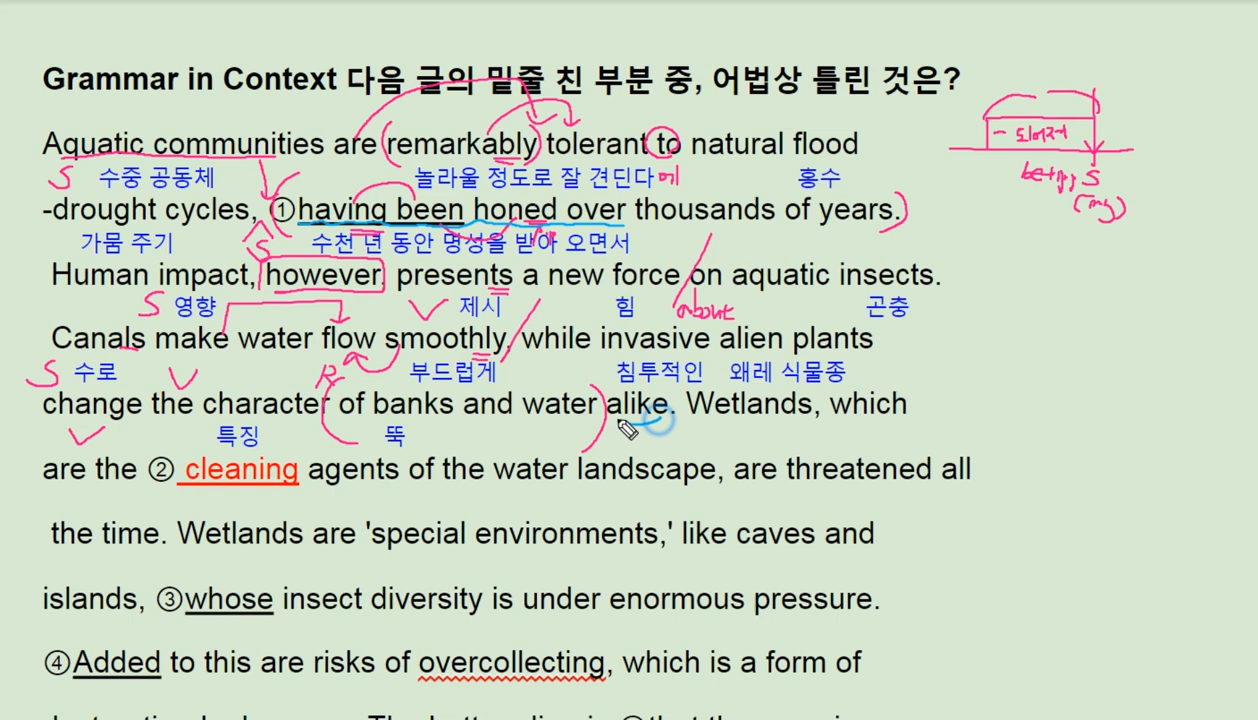 Grammar in Context 다음 글의 밑줄 친 부분 중, 어법상 틀린 것은?
Aquatic communities are remarkably tolerant to natural flood
S 수중 공동체 놀라울 정도로 잘 견딘다 에 홍수
-drought cycles, ①having been honed over thousands of years.
가뭄 주기 S 수천 년 동안 명성을 받아 오면서
Human impact, however, presents a new force on aquatic insects.
S 영향 V 제시 힘 about 곤충
Canals make water flow smoothly, while invasive alien plants
S 수로 V R 부드럽게 침투적인 왜래 식물종
change the character of banks and water alike. Wetlands, which
V 특징 뚝
are the ② cleaning agents of the water landscape, are threatened all
the time. Wetlands are 'special environments,' like caves and
islands, ③whose insect diversity is under enormous pressure.
④Added to this are risks of overcollecting, which is a form of
S
(ing)